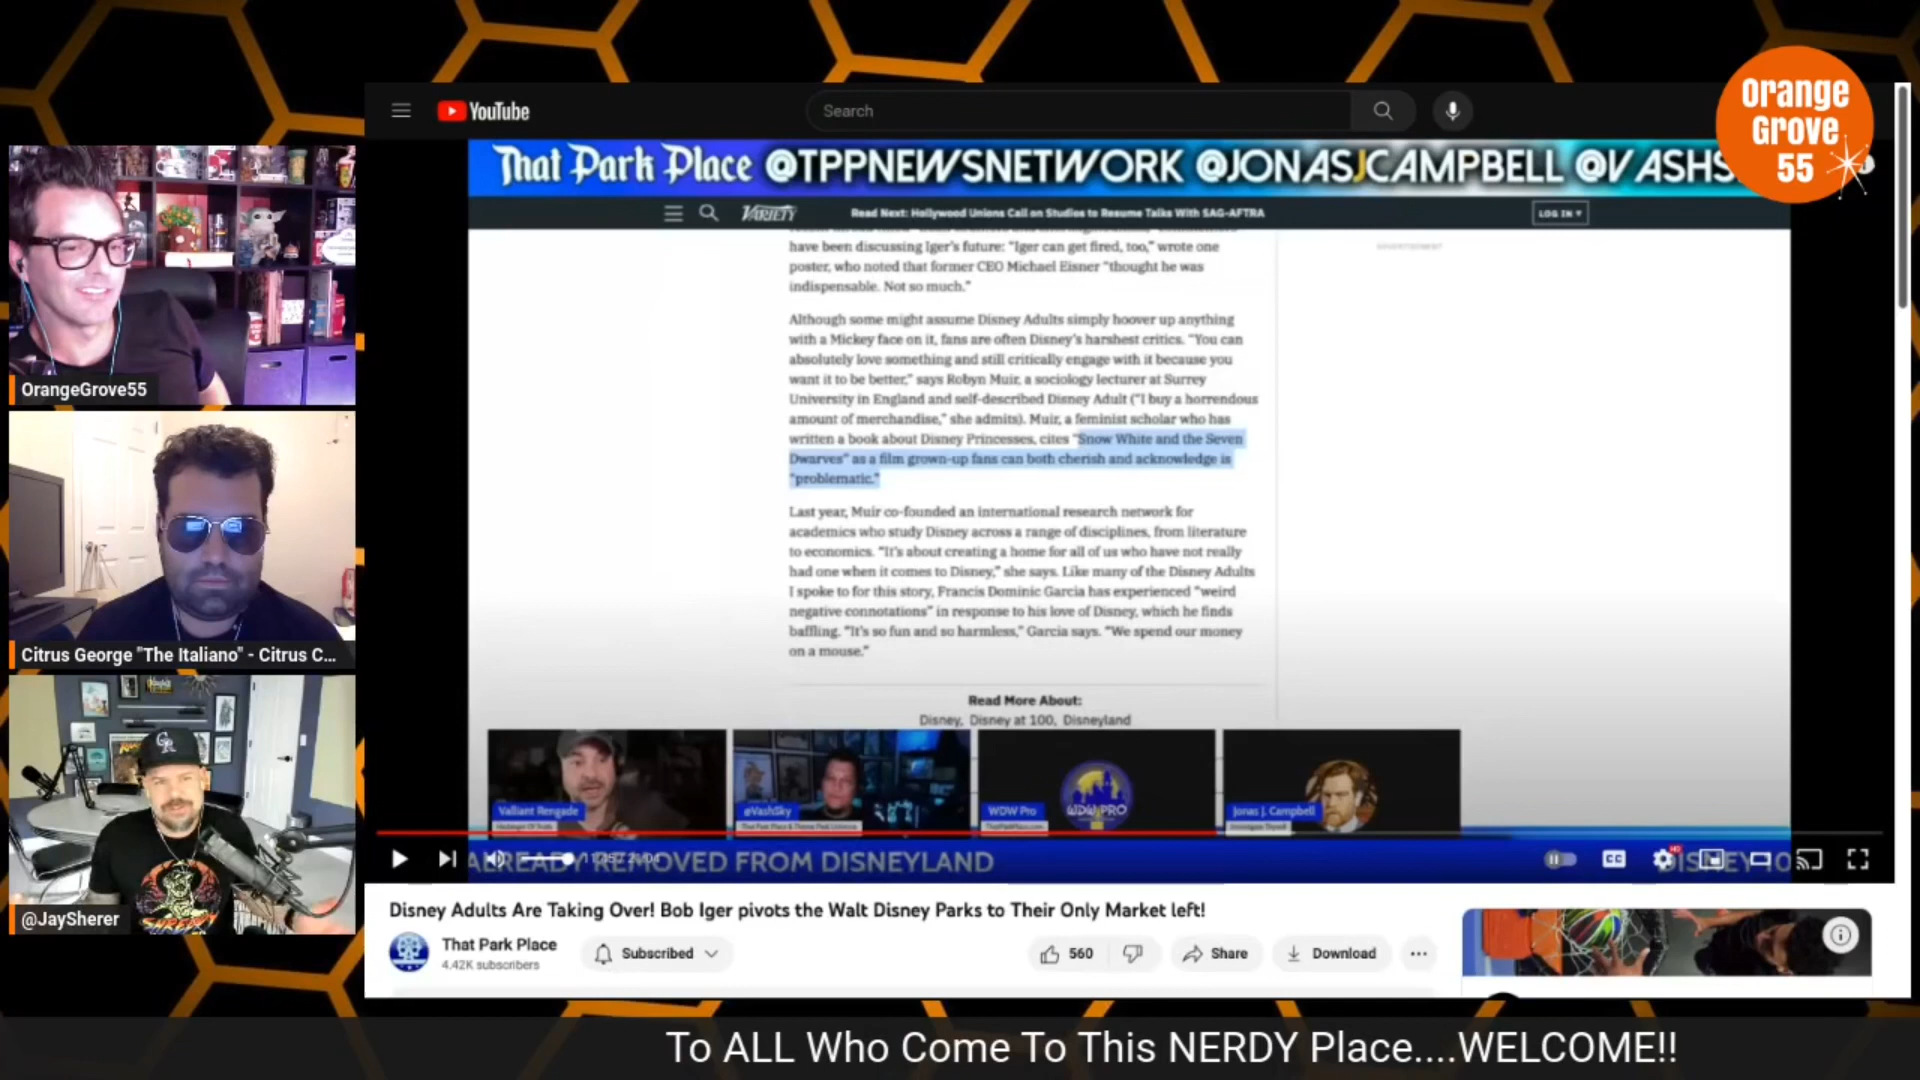 Orange
Grove
55
YouTube
Search
That Park Place @TPPNEWSNETWORK @JONASJCAMPBELL @VASHS
VARIETY
Read Next: Hollywood Unions Call on Studios to Resume Talks With SAG-AFTRA
LOG IN
ADVERTISEMENT
have been discussing Iger's future: "Iger can get fired, too," wrote one
poster, who noted that former CEO Michael Eisner "thought he was
indispensable. Not so much."
Although some might assume Disney Adults simply hoover up anything
with a Mickey face on it, fans are often Disney's harshest critics. "You can
absolutely love something and still critically engage with it because you
want it to be better," says Robyn Muir, a sociology lecturer at Surrey
University in England and self-described Disney Adult ("I buy a horrendous
amount of merchandise," she admits). Muir, a feminist scholar who has
written a book about Disney Princesses, cites "Snow White and the Seven
Dwarves" as a film grown-up fans can both cherish and acknowledge is
"problematic."
Last year, Muir co-founded an international research network for
academics who study Disney across a range of disciplines, from literature
to economics. "It's about creating a home for all of us who have not really
had one when it comes to Disney," she says. Like many of the Disney Adults
I spoke to for this story, Francis Dominic Garcia has experienced "weird
negative connotations" in response to his love of Disney, which he finds
baffling. "It's so fun and so harmless," Garcia says. "We spend our money
on a mouse."
Read More About:
Disney, Disney at 100, Disneyland
Valliant Rengade
@VashSky
WDW PRO
WDW Pro
Jonas J. Campbell
ALREADY REMOVED FROM DISNEYLAND
DISNEY 10
CC
HD
OrangeGrove55
Citrus George "The Italiano" - Citrus C...
@JaySherer
Disney Adults Are Taking Over! Bob Iger pivots the Walt Disney Parks to Their Only Market left!
That Park Place
4.42K subscribers
Subscribed
560
Share
Download
To ALL Who Come To This NERDY Place....WELCOME!!